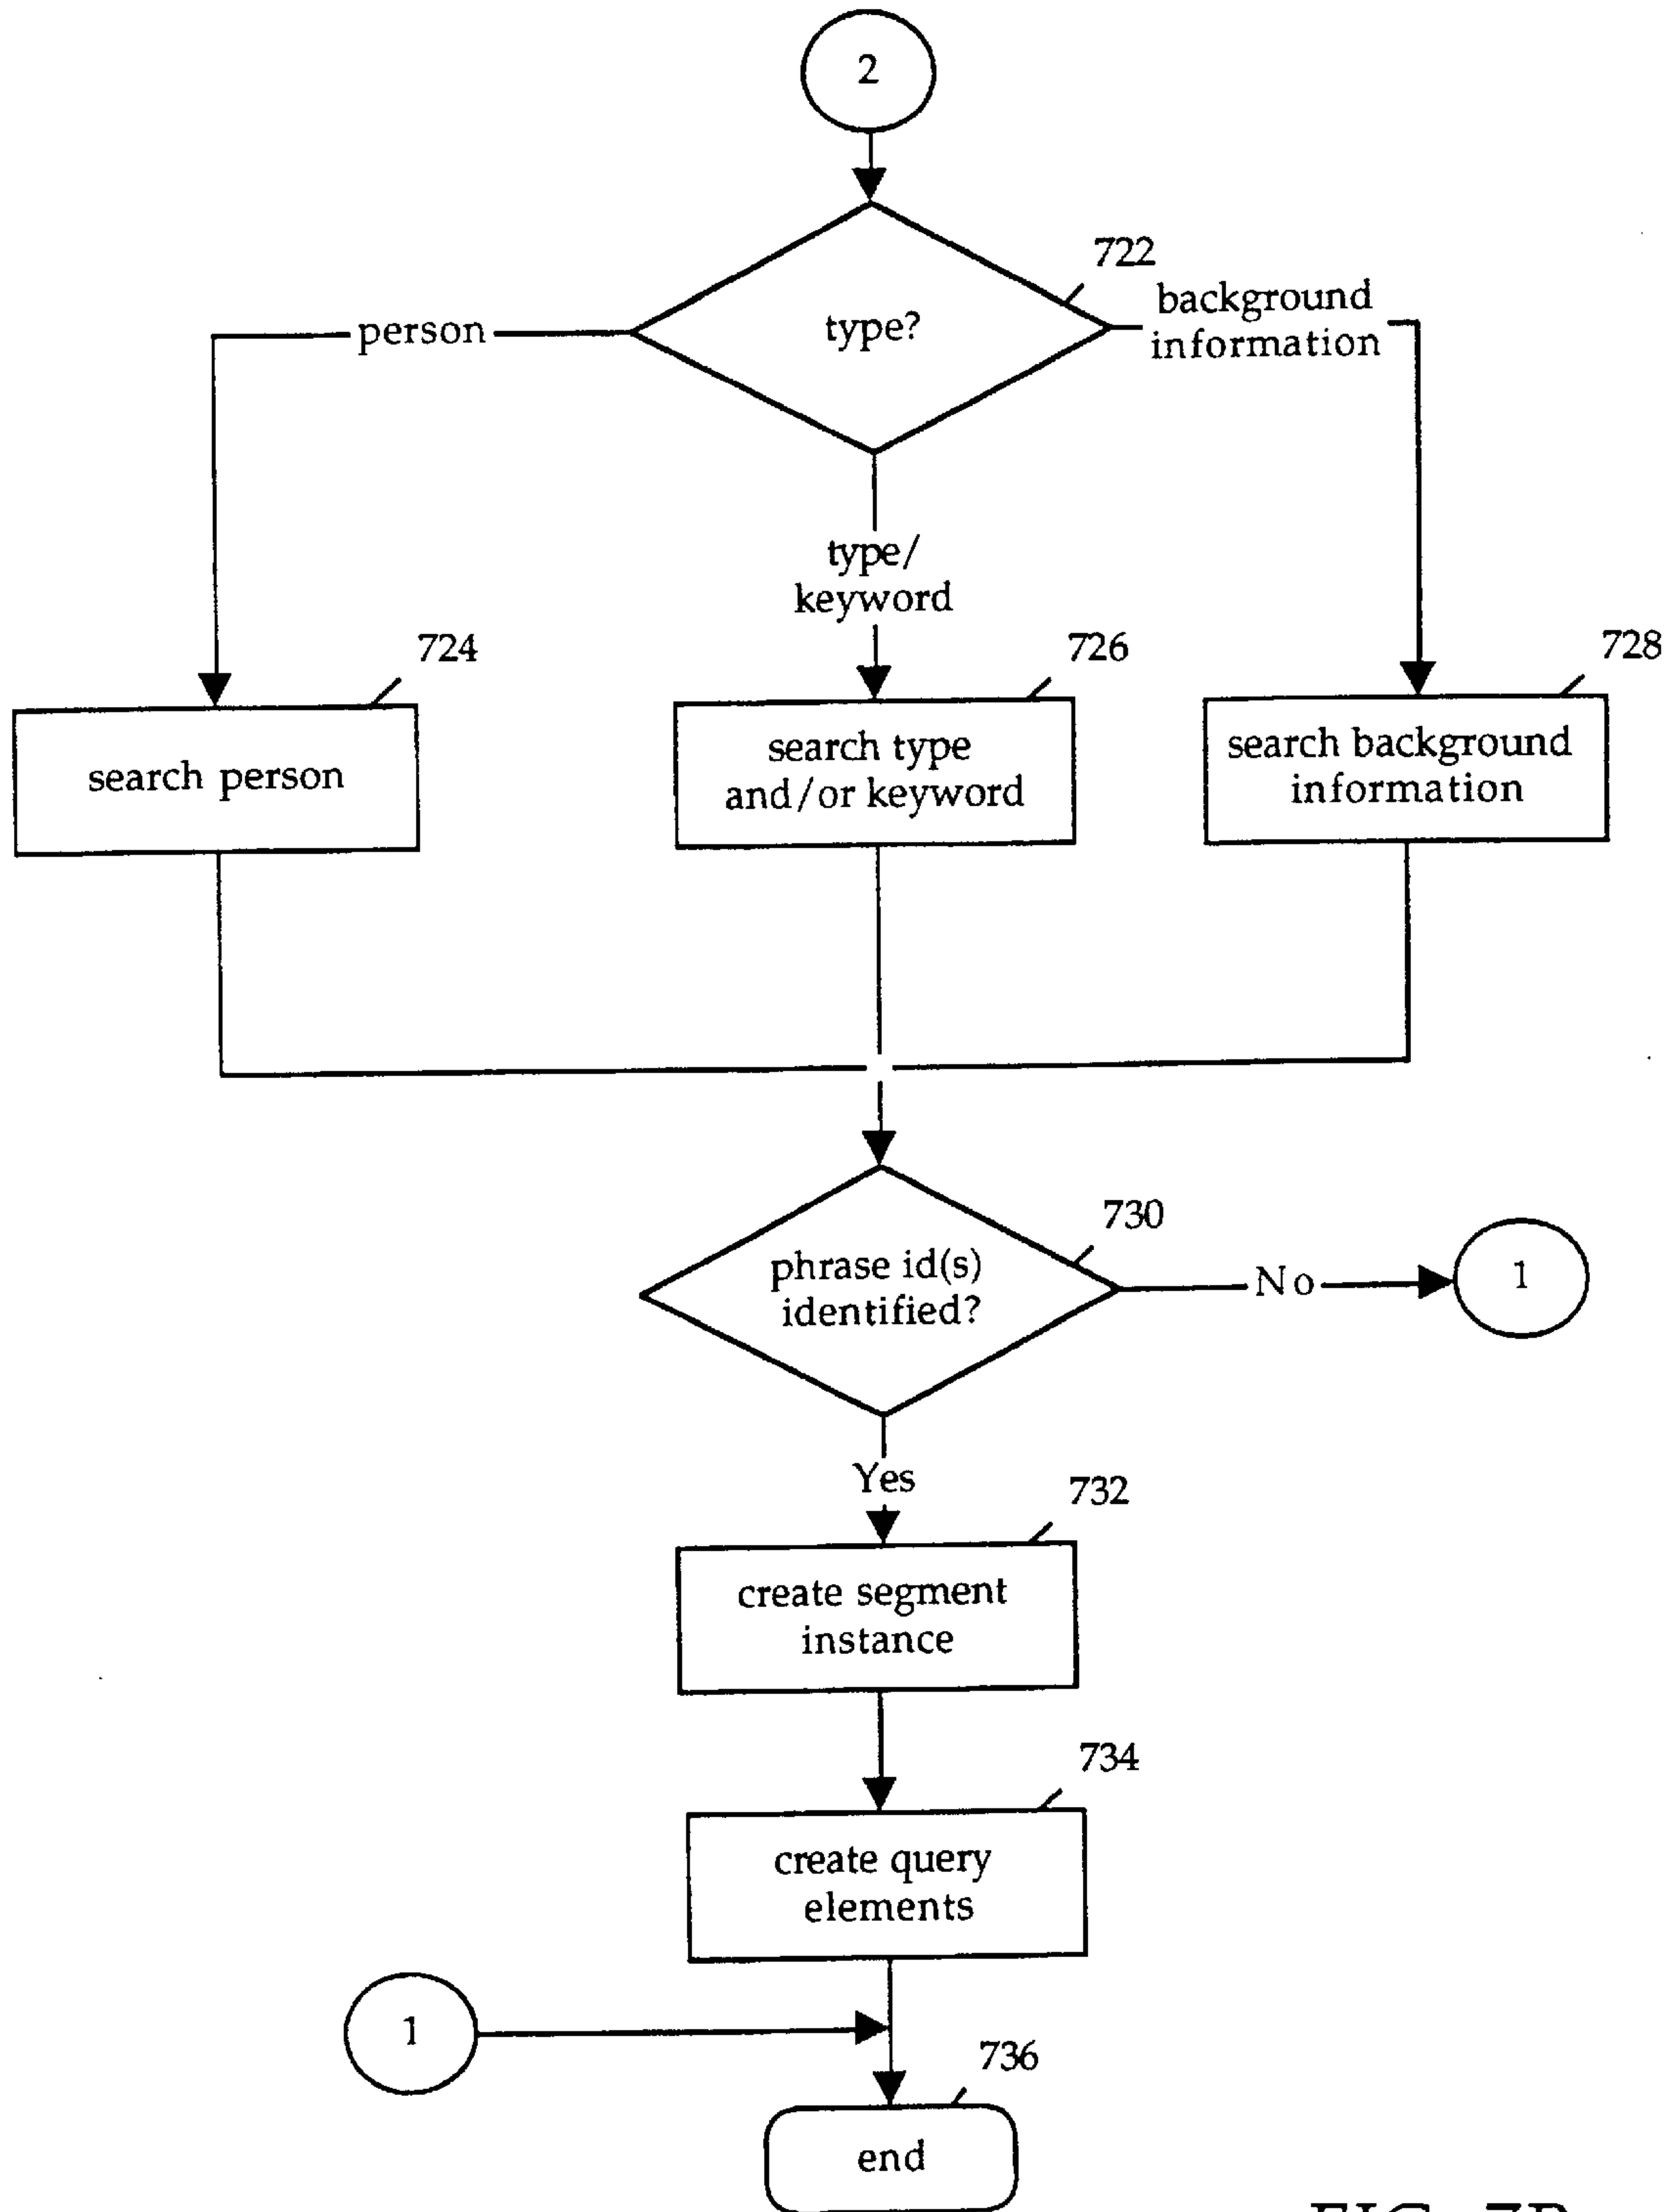 2
722
type?
person
background
information
type/
keyword
724
726
728
search person
search type
and/or keyword
search background
information
730
phrase id(s)
identified?
No
1
Yes
732
create segment
instance
734
create query
elements
1
736
end